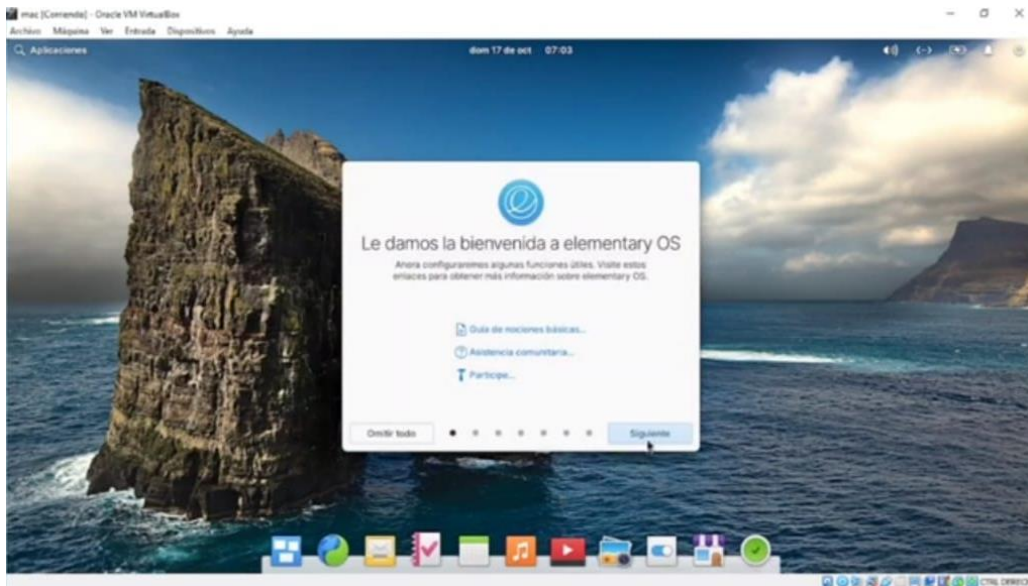 mac [Corriendo] - Oracle VM VirtualBox
Archivo Máquina Ver Entrada Dispositivos Ayuda
Aplicaciones
dom 17 de oct 07:03
Le damos la bienvenida a elementary OS
Ahora configuraremos algunas funciones útiles. Visite estos
enlaces para obtener más información sobre elementary OS.
Guía de nociones básicas...
Asistencia comunitaria...
Participe...
Omitir todo
Siguiente
CTRL DERECHO